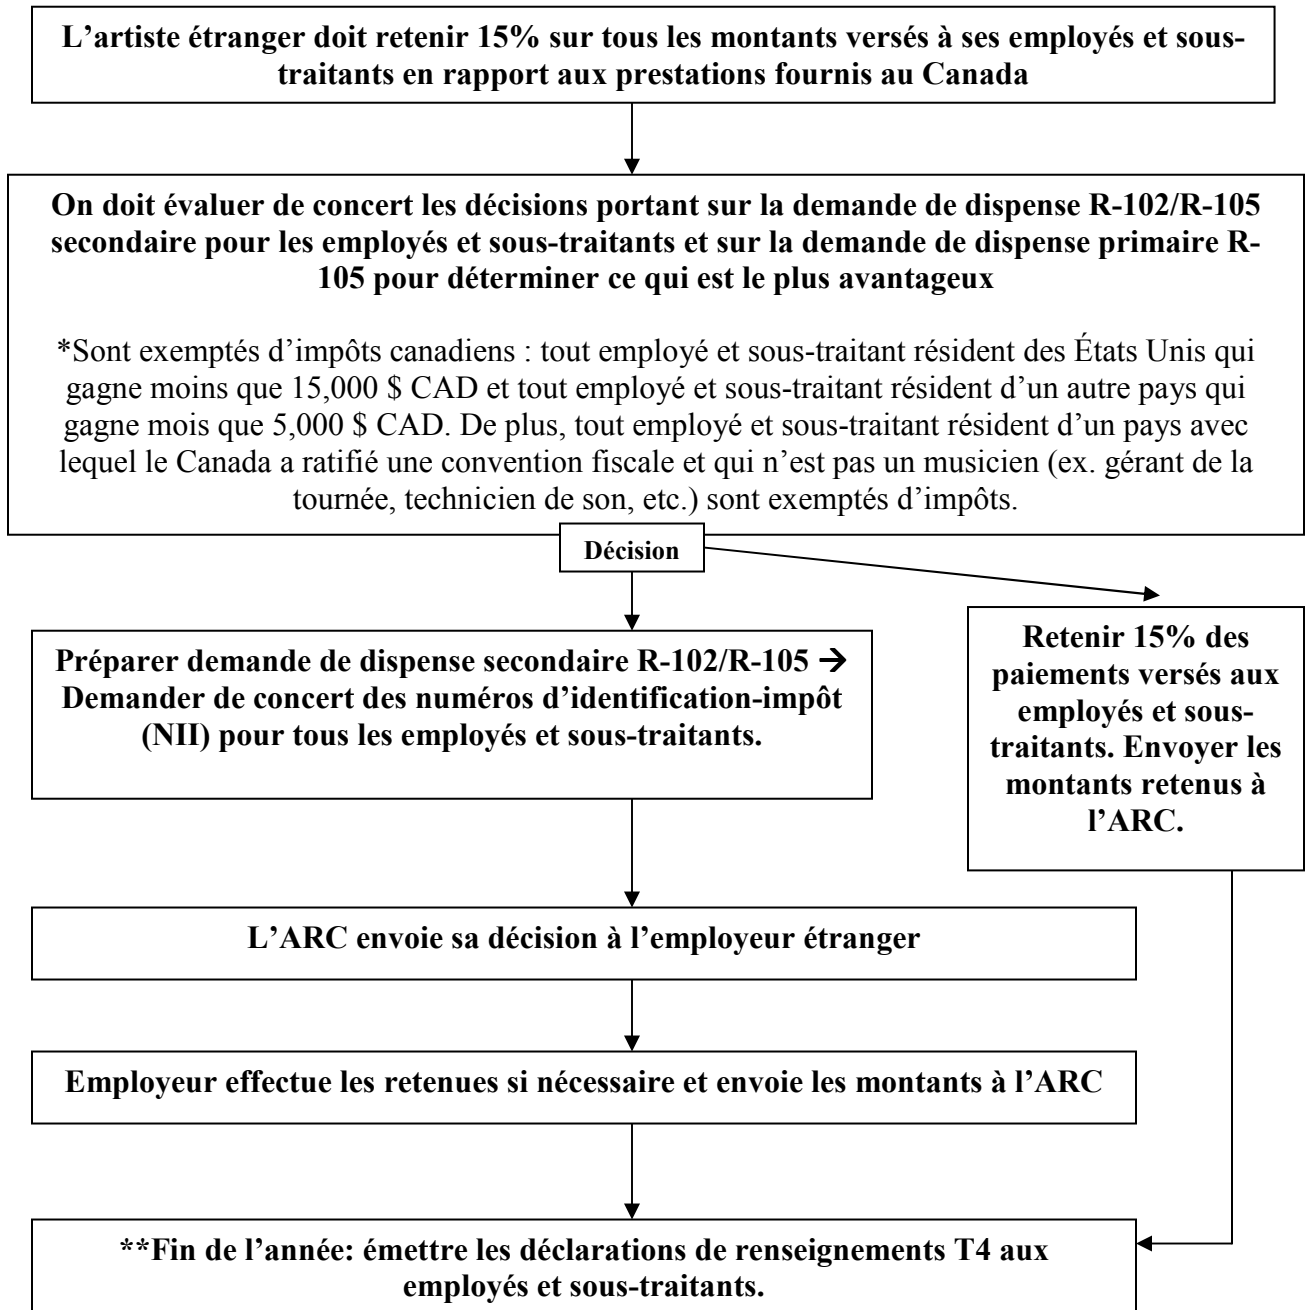 L’artiste étranger doit retenir 15% sur tous les montants versés à ses employés et sous-
traitants en rapport aux prestations fournis au Canada
On doit évaluer de concert les décisions portant sur la demande de dispense R-102/R-105
secondaire pour les employés et sous-traitants et sur la demande de dispense primaire R-
105 pour déterminer ce qui est le plus avantageux
*Sont exemptés d’impôts canadiens : tout employé et sous-traitant résident des États Unis qui
gagne moins que 15,000 $ CAD et tout employé et sous-traitant résident d’un autre pays qui
gagne mois que 5,000 $ CAD. De plus, tout employé et sous-traitant résident d’un pays avec
lequel le Canada a ratifié une convention fiscale et qui n’est pas un musicien (ex. gérant de la
tournée, technicien de son, etc.) sont exemptés d’impôts.
Décision
Préparer demande de dispense secondaire R-102/R-105 →
Demander de concert des numéros d’identification-impôt
(NII) pour tous les employés et sous-traitants.
Retenir 15% des
paiements versés aux
employés et sous-
traitants. Envoyer les
montants retenus à
l’ARC.
L’ARC envoie sa décision à l’employeur étranger
Employeur effectue les retenues si nécessaire et envoie les montants à l’ARC
**Fin de l’année: émettre les déclarations de renseignements T4 aux
employés et sous-traitants.